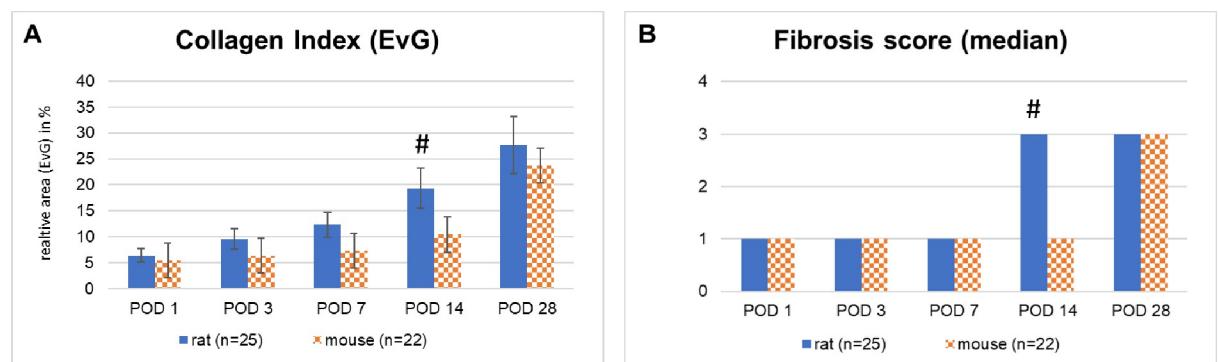 A
Collagen Index (EvG)
realtive area (EvG) in %
40
35
30
25
20
15
10
5
0
#
POD 1 POD 3 POD 7 POD 14 POD 28
rat (n=25) mouse (n=22)
B
Fibrosis score (median)
4
3
2
1
0
#
POD 1 POD 3 POD 7 POD 14 POD 28
rat (n=25) mouse (n=22)